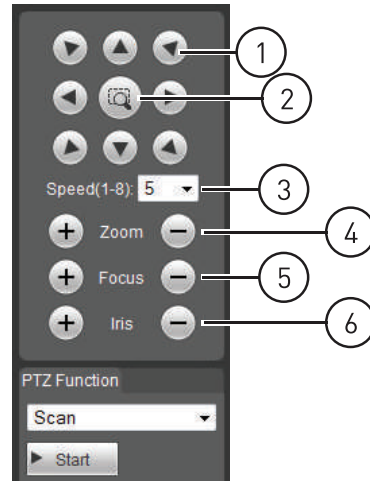 1
2
Speed(1-8): 5
3
+ Zoom −
4
+ Focus −
5
+ Iris −
6
PTZ Function
Scan
Start